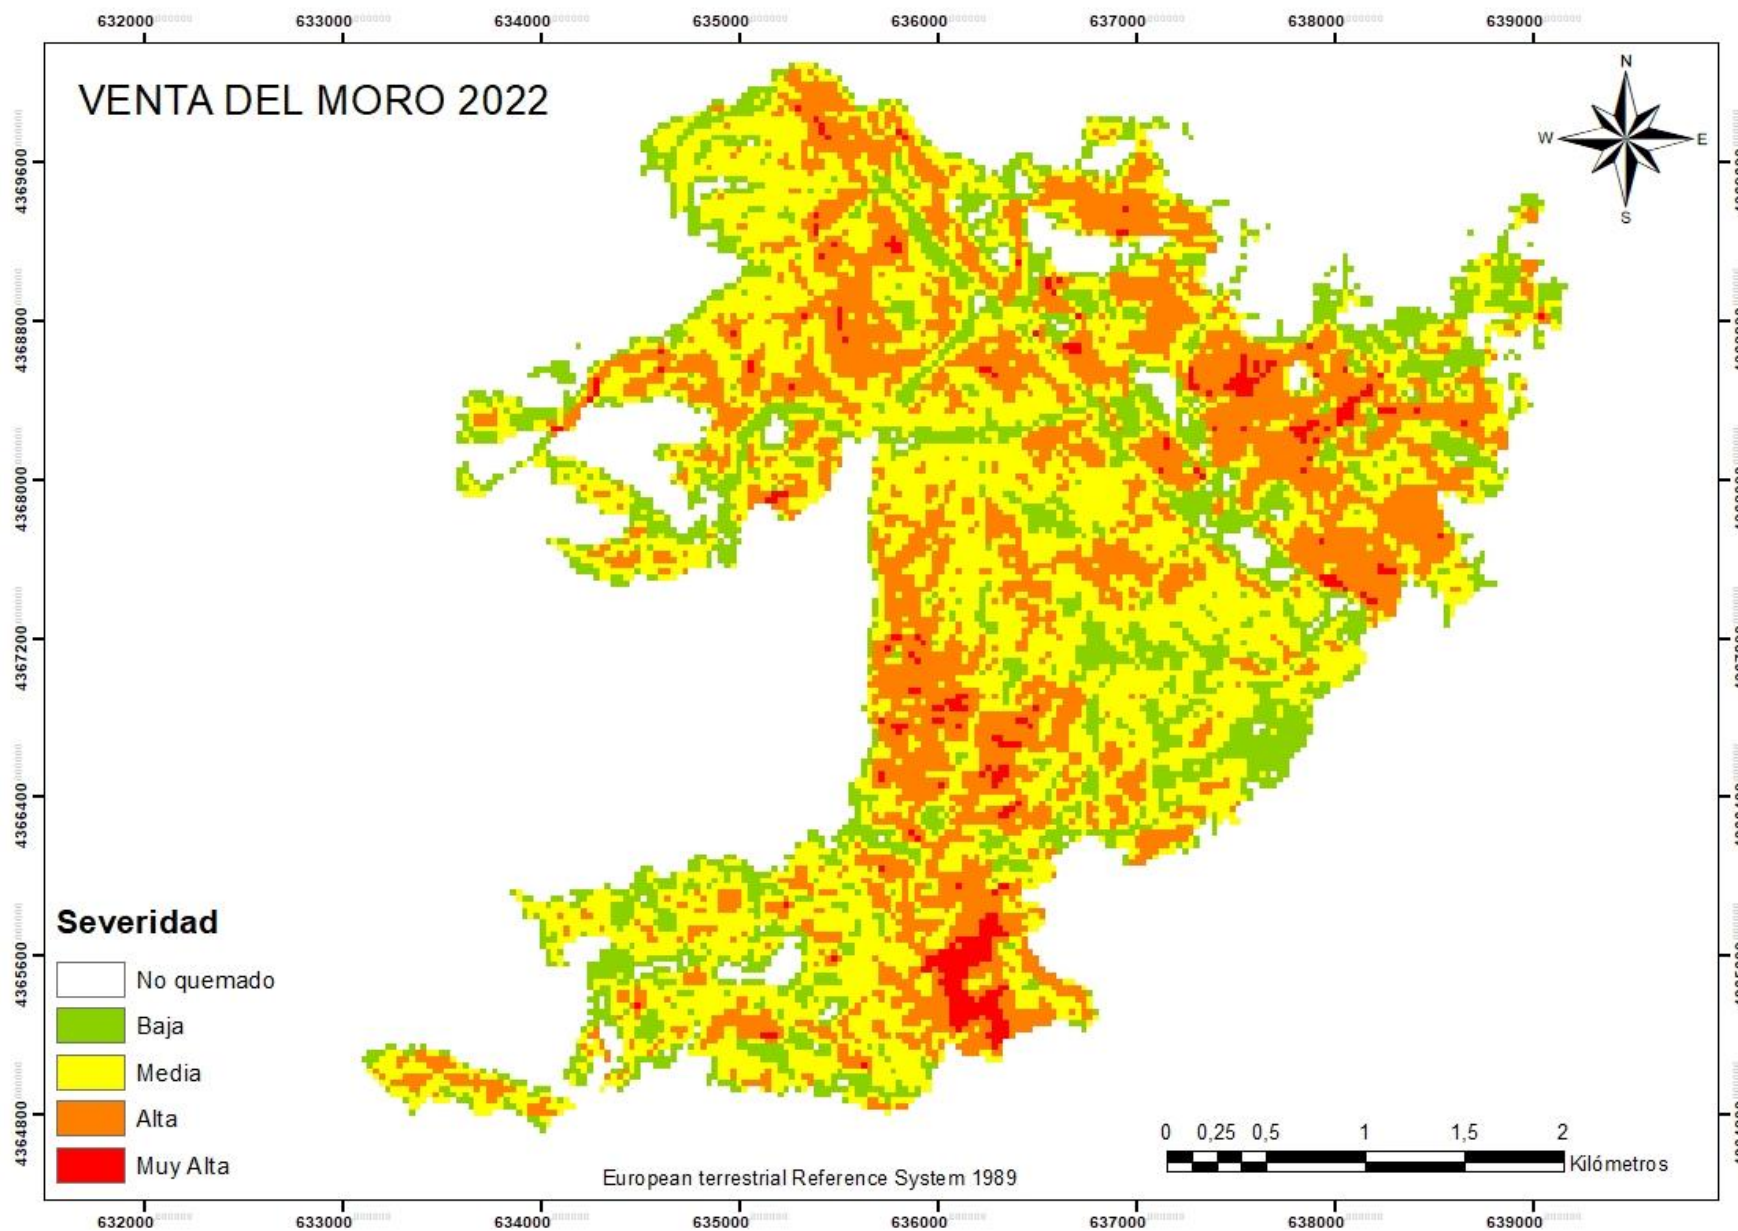 632000 633000 634000 635000 636000 637000 638000 639000
VENTA DEL MORO 2022
N
W E
S
4369600
4368800
4368000
4367200
4366400
4365600
4364800
Severidad
No quemado
Baja
Media
Alta
Muy Alta
0 0,25 0,5 1 1,5 2
Kilómetros
European terrestrial Reference System 1989
632000 633000 634000 635000 636000 637000 638000 639000